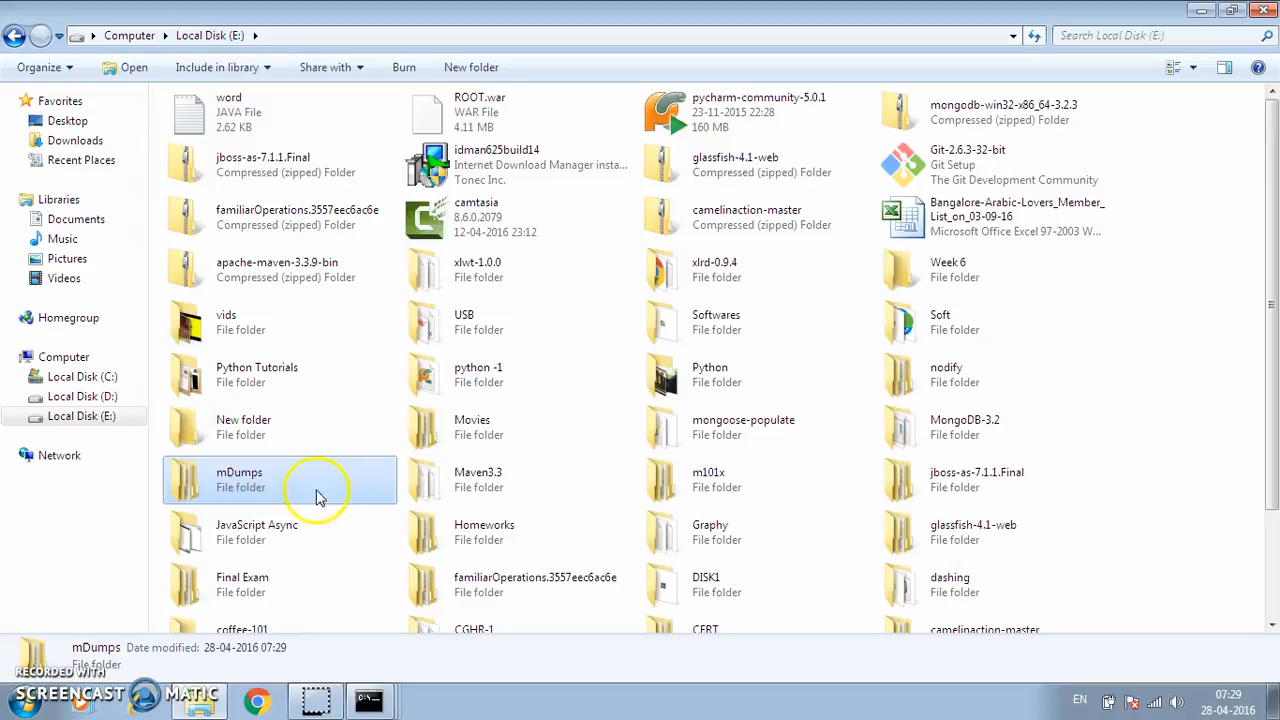 Computer Local Disk (E:)
Search Local Disk (E:)
Organize Open Include in library Share with Burn New folder
Favorites
Desktop
Downloads
Recent Places
Libraries
Documents
Music
Pictures
Videos
Homegroup
Computer
Local Disk (C:)
Local Disk (D:)
Local Disk (E:)
Network
word
JAVA File
2.62 KB
ROOT.war
WAR File
4.11 MB
pycharm-community-5.0.1
23-11-2015 22:28
160 MB
mongodb-win32-x86_64-3.2.3
Compressed (zipped) Folder
jboss-as-7.1.1.Final
Compressed (zipped) Folder
idman625build14
Internet Download Manager insta...
Tonec Inc.
glassfish-4.1-web
Compressed (zipped) Folder
Git-2.6.3-32-bit
Git Setup
The Git Development Community
familiarOperations.3557eec6ac6e
Compressed (zipped) Folder
camtasia
8.6.0.2079
12-04-2016 23:12
camelinaction-master
Compressed (zipped) Folder
Bangalore-Arabic-Lovers_Member_
List_on_03-09-16
Microsoft Office Excel 97-2003 W...
apache-maven-3.3.9-bin
Compressed (zipped) Folder
xlwt-1.0.0
File folder
xlrd-0.9.4
File folder
Week 6
File folder
vids
File folder
USB
File folder
Softwares
File folder
Soft
File folder
Python Tutorials
File folder
python -1
File folder
Python
File folder
nodify
File folder
New folder
File folder
Movies
File folder
mongoose-populate
File folder
MongoDB-3.2
File folder
mDumps
File folder
Maven3.3
File folder
m101x
File folder
jboss-as-7.1.1.Final
File folder
JavaScript Async
File folder
Homeworks
File folder
Graphy
File folder
glassfish-4.1-web
File folder
Final Exam
File folder
familiarOperations.3557eec6ac6e
File folder
DISK1
File folder
dashing
File folder
coffee-101
CGHR-1
CERT
camelinaction-master
mDumps Date modified: 28-04-2016 07:29
File folder
RECORDED WITH
SCREENCAST MATIC
EN
07:29
28-04-2016